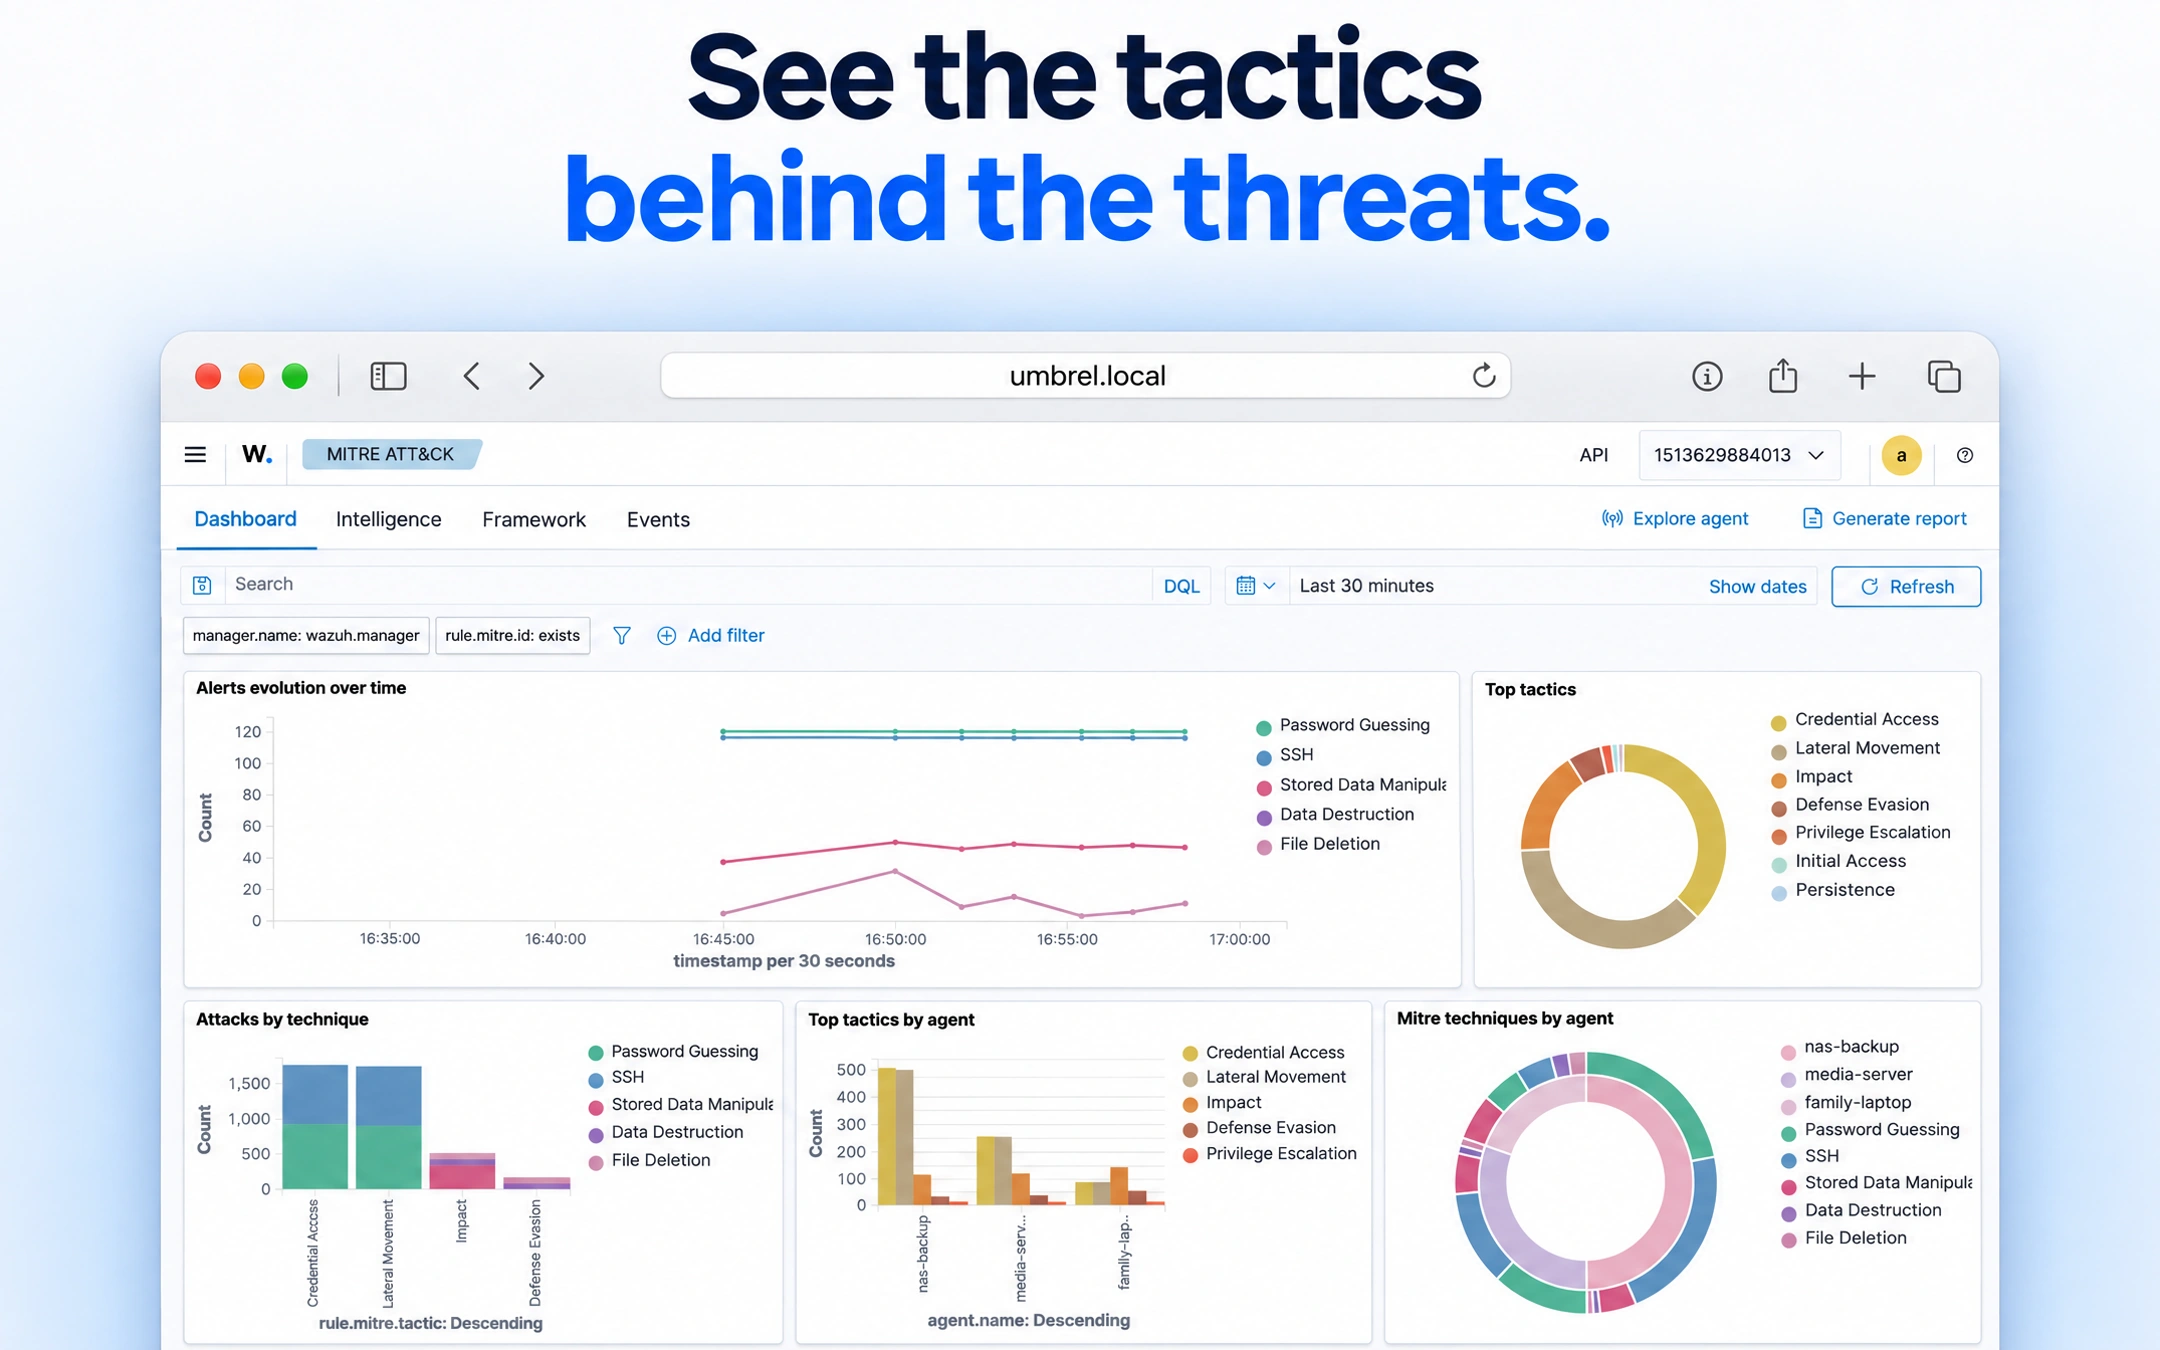 See the tactics
behind the threats.
umbrel.local
W.
MITRE ATT&CK
API
1513629884013
a
Dashboard
Intelligence
Framework
Events
Explore agent
Generate report
Search
DQL
Last 30 minutes
Show dates
Refresh
manager.name: wazuh.manager
rule.mitre.id: exists
Add filter
Alerts evolution over time
Count
120
100
80
60
40
20
0
16:35:00
16:40:00
16:45:00
16:50:00
16:55:00
17:00:00
timestamp per 30 seconds
Password Guessing
SSH
Stored Data Manipula
Data Destruction
File Deletion
Top tactics
Credential Access
Lateral Movement
Impact
Defense Evasion
Privilege Escalation
Initial Access
Persistence
Attacks by technique
Count
1,500
1,000
500
0
Credential Acccss
Lateral Movement
Impact
Defense Evasion
rule.mitre.tactic: Descending
Password Guessing
SSH
Stored Data Manipula
Data Destruction
File Deletion
Top tactics by agent
Count
500
400
300
200
100
0
nas-backup
media-serv...
family-lap..
agent.name: Descending
Credential Access
Lateral Movement
Impact
Defense Evasion
Privilege Escalation
Mitre techniques by agent
nas-backup
media-server
family-laptop
Password Guessing
SSH
Stored Data Manipula
Data Destruction
File Deletion